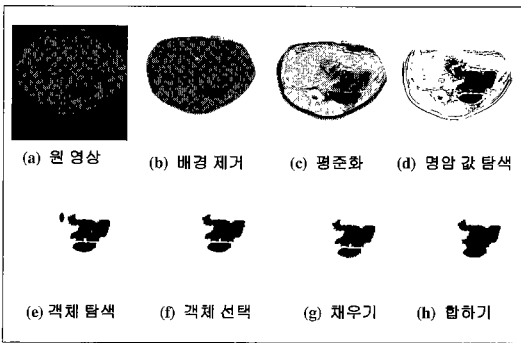 (a) 원 영상
(b) 배경 제거
(c) 평준화
(d) 명암 값 탐색
(e) 객체 탐색
(f) 객체 선택
(g) 채우기
(h) 합하기